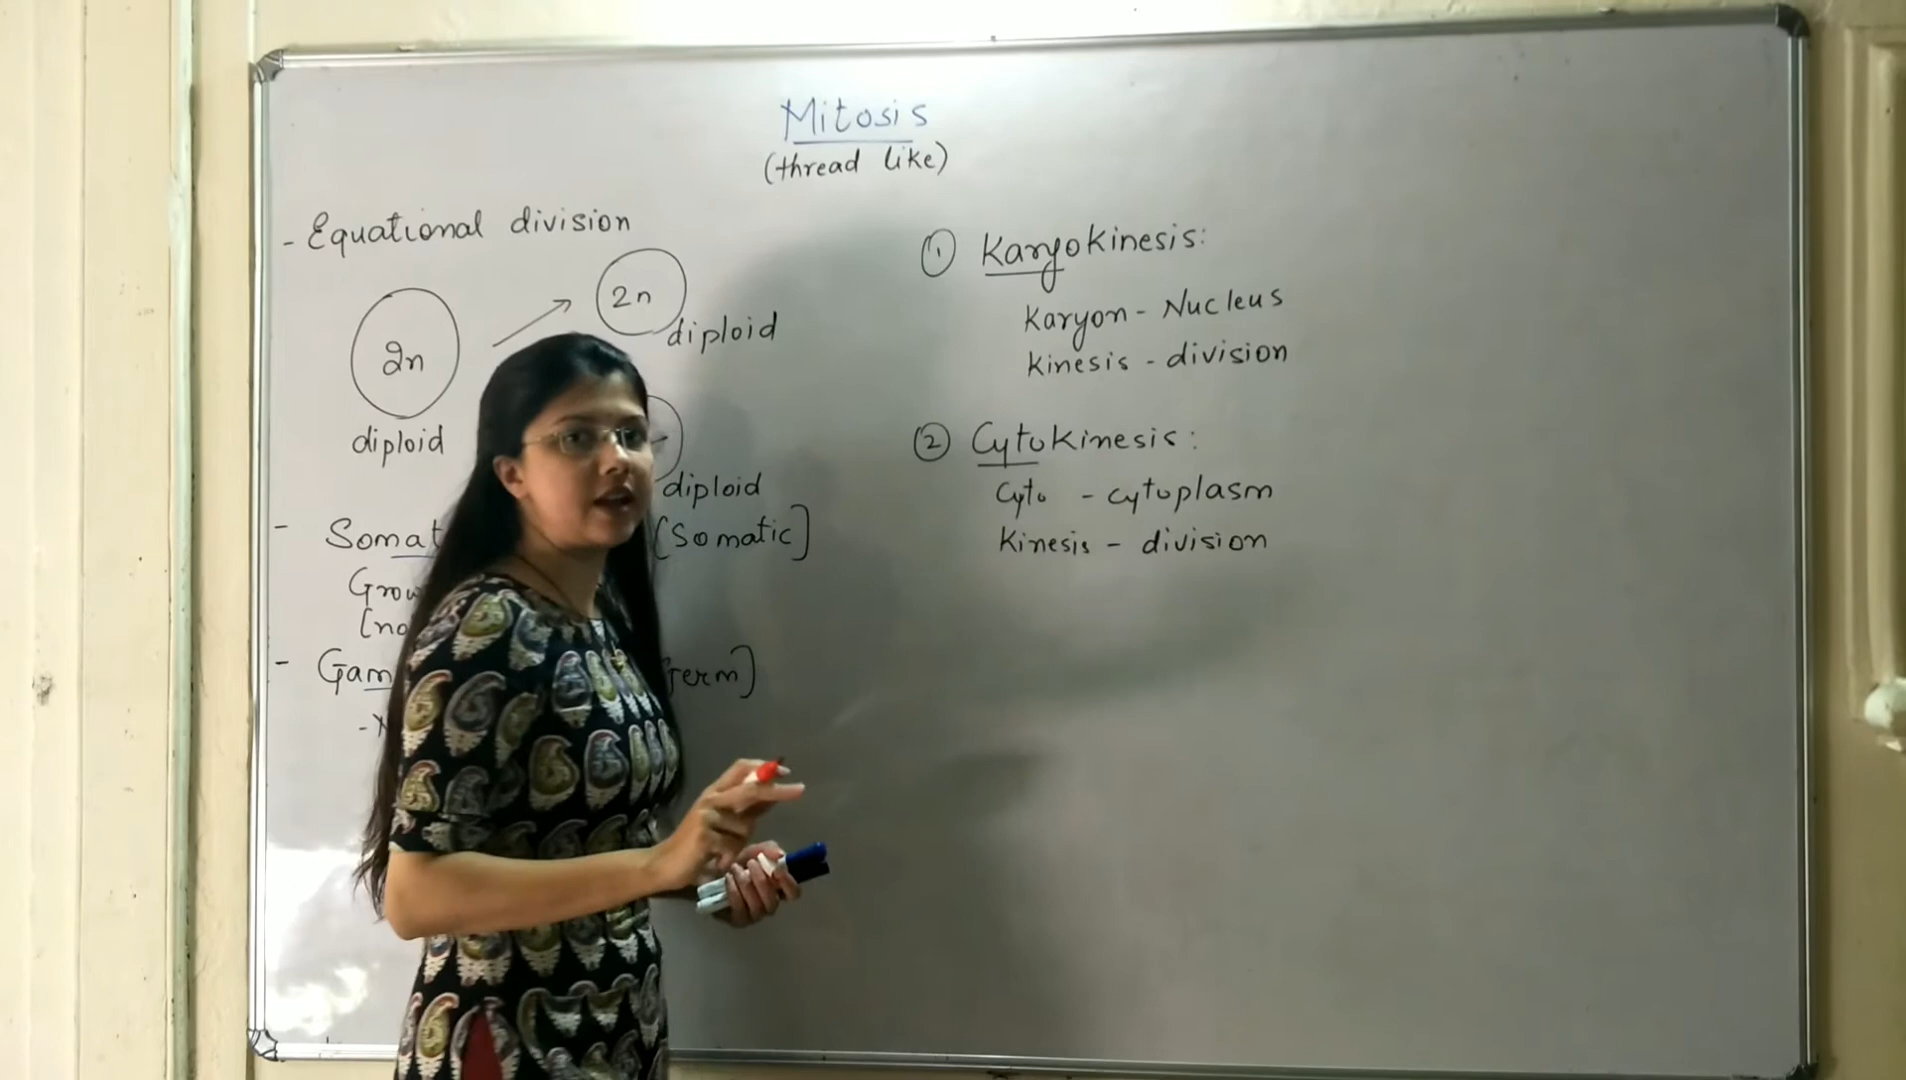 Mitosis
(thread like)
- Equational division
2n
2n
diploid
diploid
diploid
- [Somatic]
-
① Karyokinesis:
Karyon - Nucleus
Kinesis - division
② Cytokinesis:
Cyto - cytoplasm
Kinesis - division